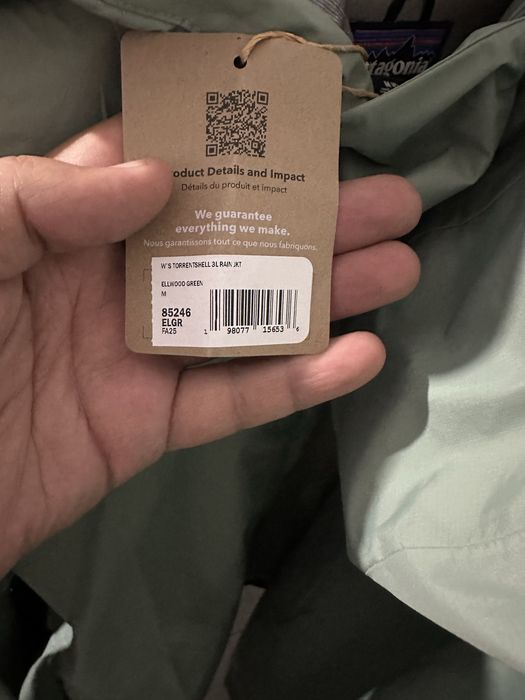 patagonia
Product Details and Impact
Détails du produit et impact
We guarantee
everything we make.
Nous garantissons tout ce que nous fabriquons.
W'S TORRENTSHELL 3L RAIN JKT
ELLWOOD GREEN
M
85246
ELGR
FA25
1 98077 15653 6